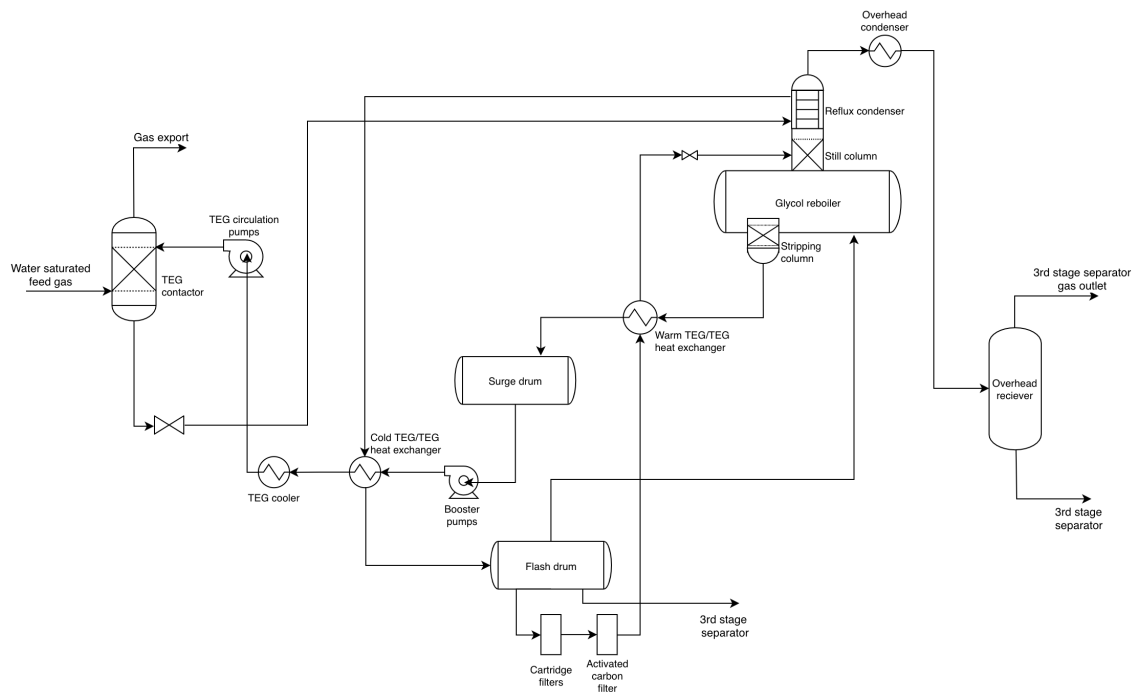 Overhead
condenser
Reflux condenser
Gas export
Still column
TEG circulation
pumps
Glycol reboiler
Stripping
column
Water saturated
feed gas
TEG
contactor
3rd stage separator
gas outlet
Warm TEG/TEG
heat exchanger
Surge drum
Overhead
reciever
Cold TEG/TEG
heat exchanger
TEG cooler
Booster
pumps
3rd stage
separator
Flash drum
3rd stage
separator
Cartridge
filters
Activated
carbon
filter